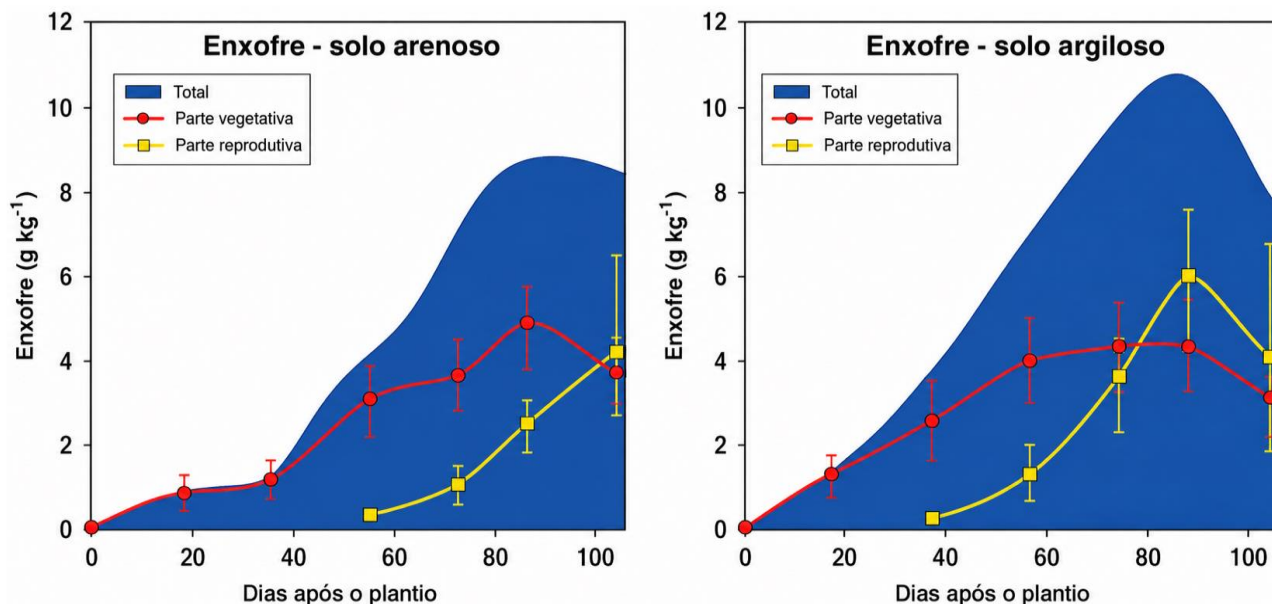 Enxofre - solo arenoso
Total
Parte vegetativa
Parte reprodutiva
Enxofre (g kg⁻¹)
12
10
8
6
4
2
0
0 20 40 60 80 100
Dias após o plantio
Enxofre - solo argiloso
Total
Parte vegetativa
Parte reprodutiva
Enxofre (g kg⁻¹)
12
10
8
6
4
2
0
0 20 40 60 80 100
Dias após o plantio